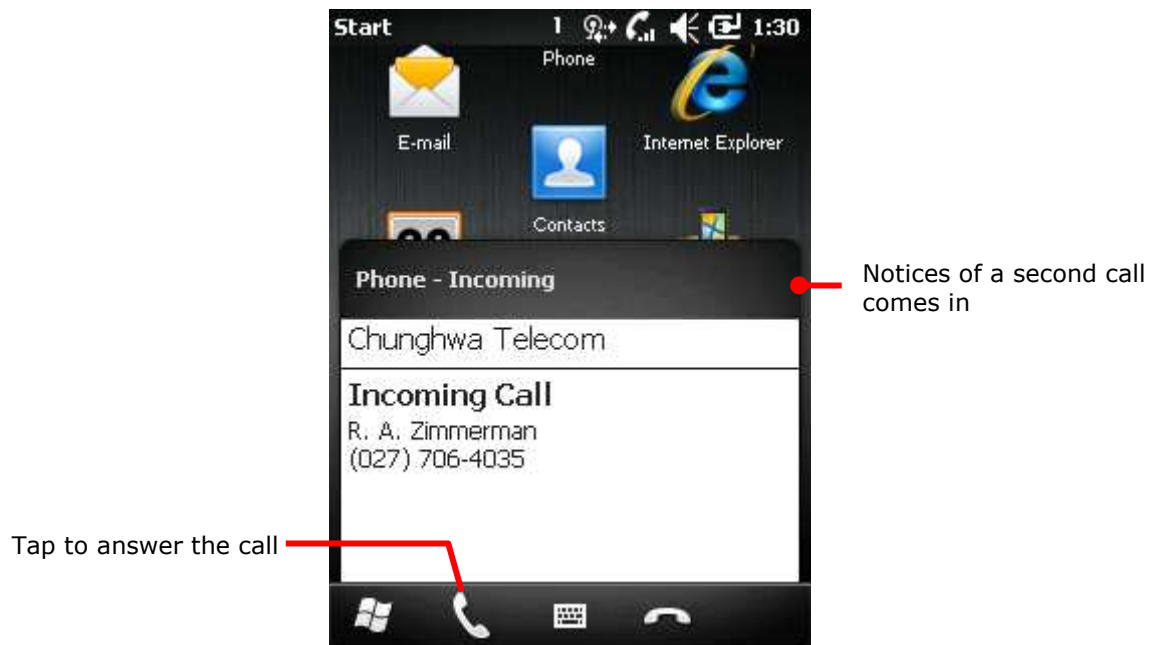 Start 1 1:30
Phone
E-mail
Internet Explorer
Contacts
Phone - Incoming
Notices of a second call
comes in
Chunghwa Telecom
Incoming Call
R. A. Zimmerman
(027) 706-4035
Tap to answer the call